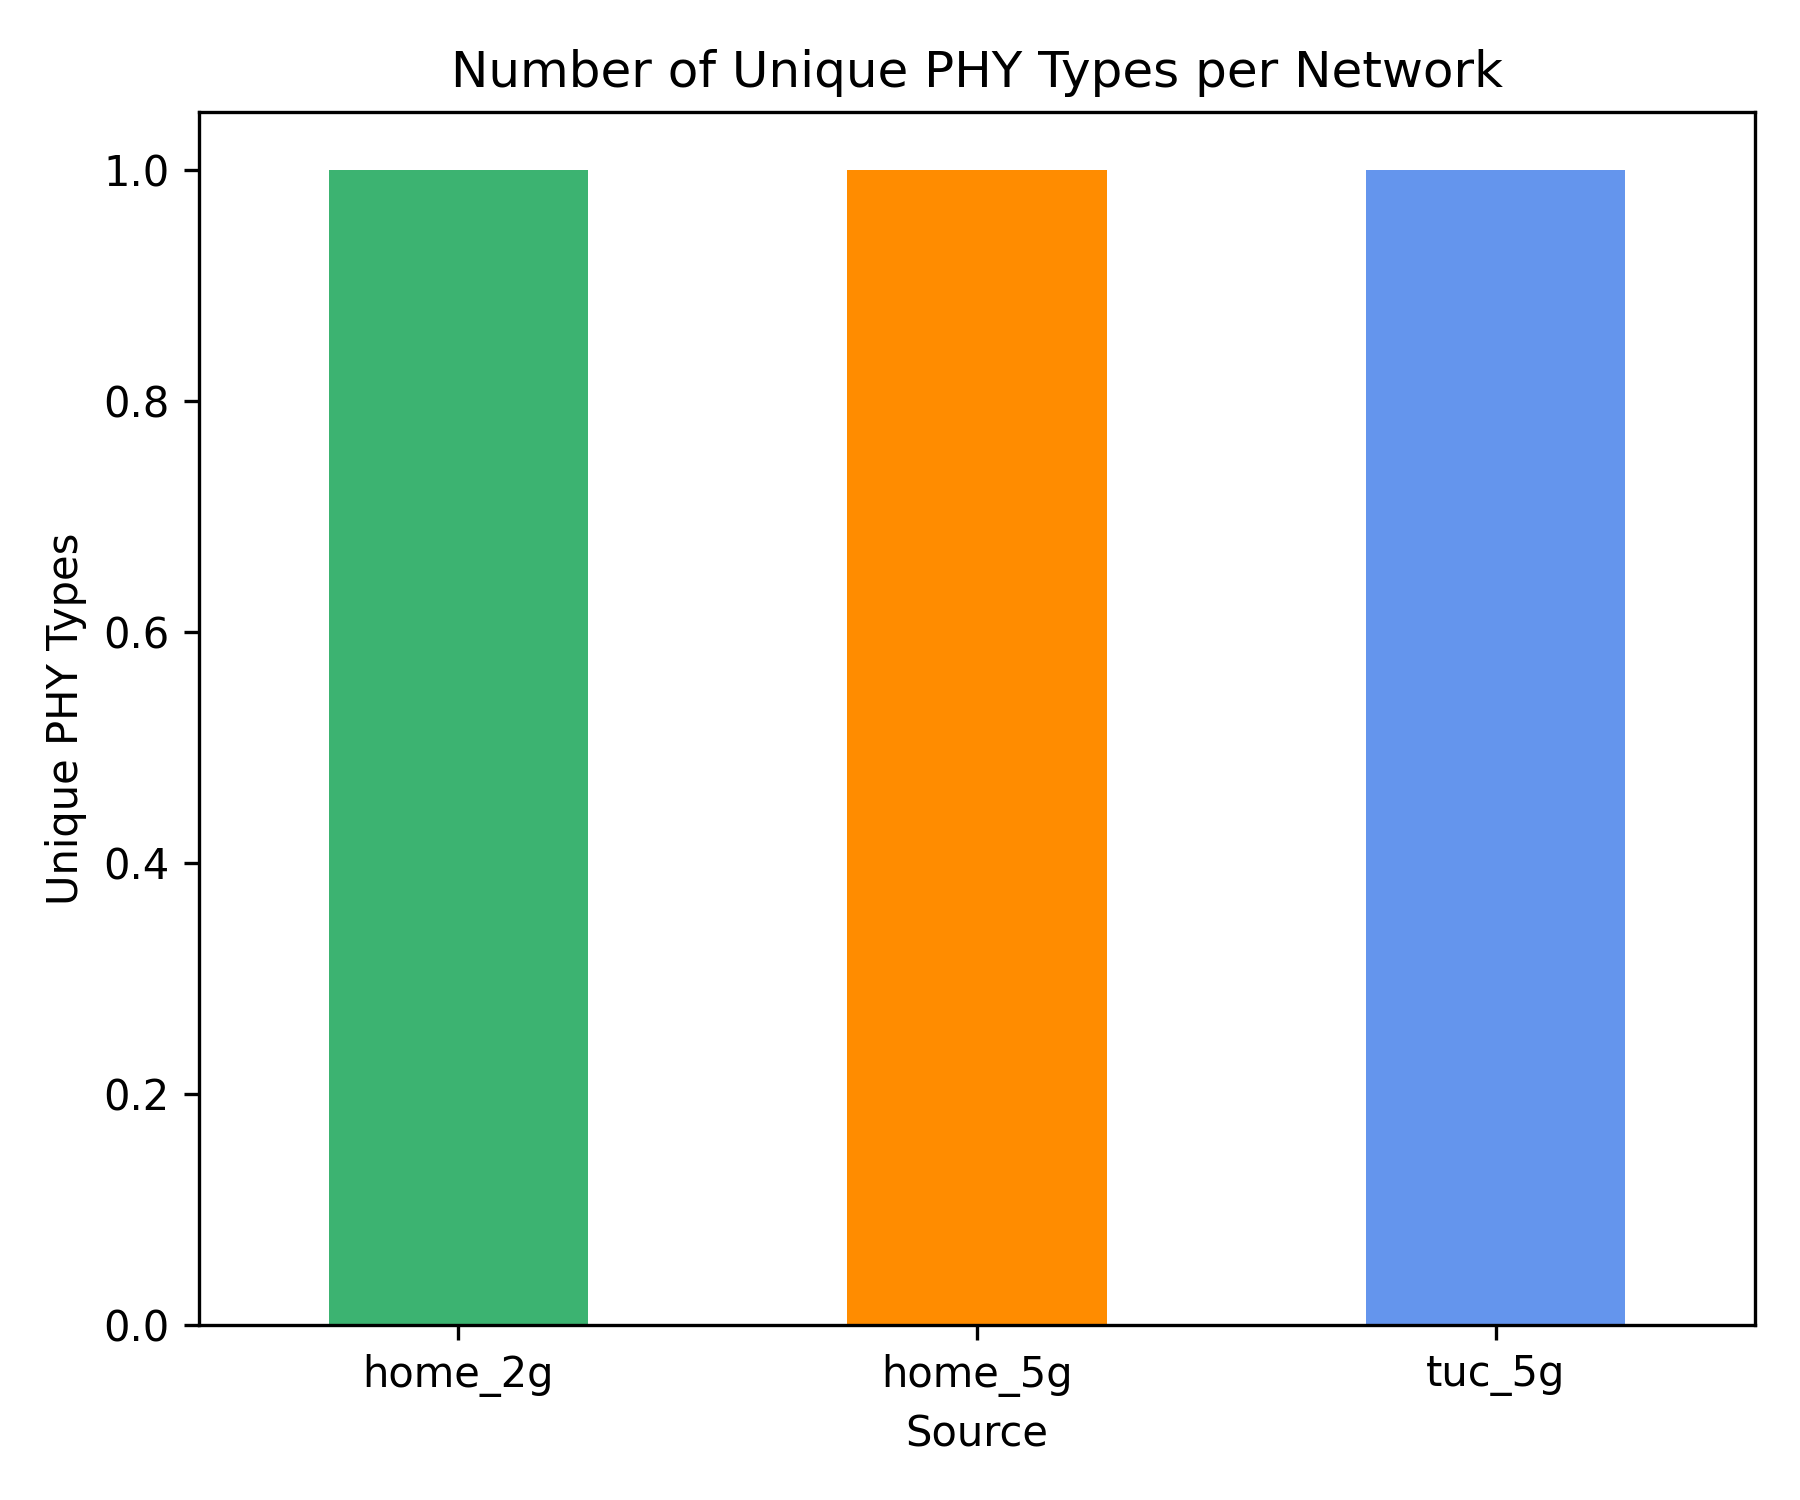 Number of Unique PHY Types per Network
Unique PHY Types
1.0
0.8
0.6
0.4
0.2
0.0
home_2g
home_5g
tuc_5g
Source